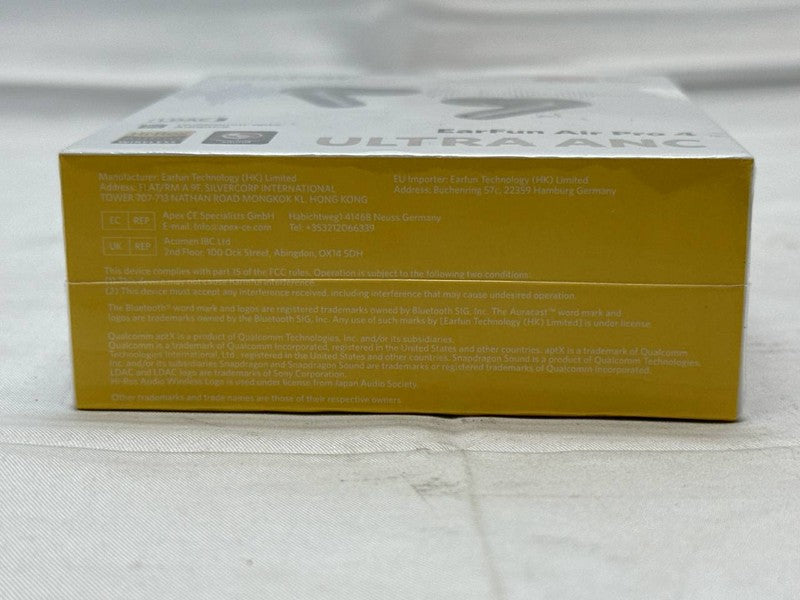 LDAC
EarFun Air Pro 4
ULTRA ANC
Manufacturer: Earfun Technology (HK) Limited
Address: FLAT/RM A 9F, SILVERCORP INTERNATIONAL
TOWER 707-713 NATHAN ROAD MONGKOK KL, HONG KONG
EU Importer: Earfun Technology (HK) Limited
Address: Buchenring 57c, 22359 Hamburg Germany
EC REP
Apex CE Specialists GmbH Habichtweg1 41468 Neuss Germany
E-mail: Info@apex-ce.com Tel: +353212066339
UK REP
Acumen IBC Ltd
2nd Floor, 100 Ock Street, Abingdon, OX14 5DH
This device complies with part 15 of the FCC rules. Operation is subject to the following two conditions:
(1) This device may not cause harmful interference.
(2) This device must accept any interference received, including interference that may cause undesired operation.
The Bluetooth® word mark and logos are registered trademarks owned by Bluetooth SIG, Inc. The Auracast™ word mark and
logos are trademarks owned by the Bluetooth SIG, Inc. Any use of such marks by [Earfun Technology (HK) Limited] is under license
Qualcomm aptX is a product of Qualcomm Technologies, Inc. and/or its subsidiaries.
Qualcomm is a trademark of Qualcomm Incorporated, registered in the United States and other countries. aptX is a trademark of Qualcomm
Technologies International, Ltd., registered in the United States and other countries. Snapdragon Sound is a product of Qualcomm Technologies,
Inc. and/or its subsidiaries Snapdragon and Snapdragon Sound are trademarks or registered trademarks of Qualcomm Incorporated.
LDAC and LDAC logo are trademarks of Sony Corporation.
Hi-Res Audio Wireless Logo is used under license from Japan Audio Society.
Other trademarks and trade names are those of their respective owners.